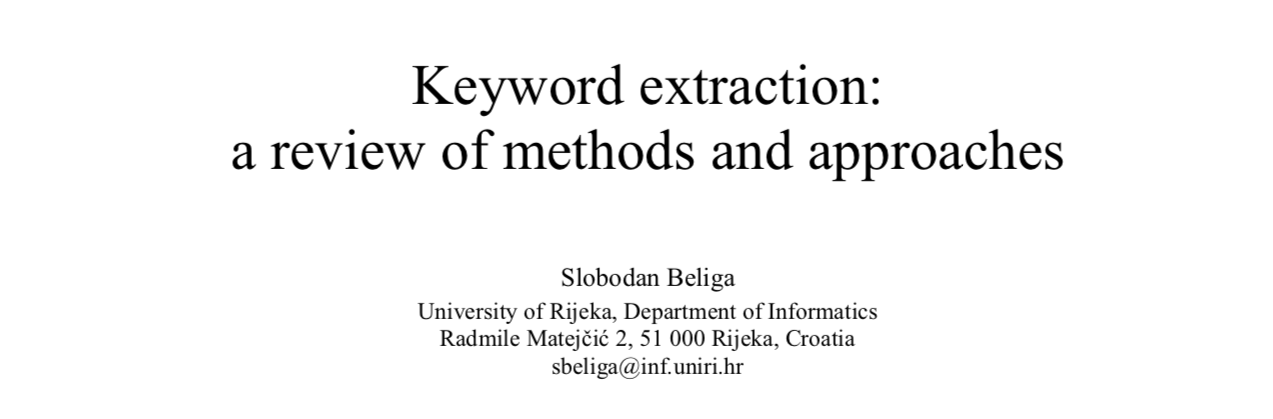 Keyword extraction:
a review of methods and approaches
Slobodan Beliga
University of Rijeka, Department of Informatics
Radmile Matejčić 2, 51 000 Rijeka, Croatia
sbeliga@inf.uniri.hr